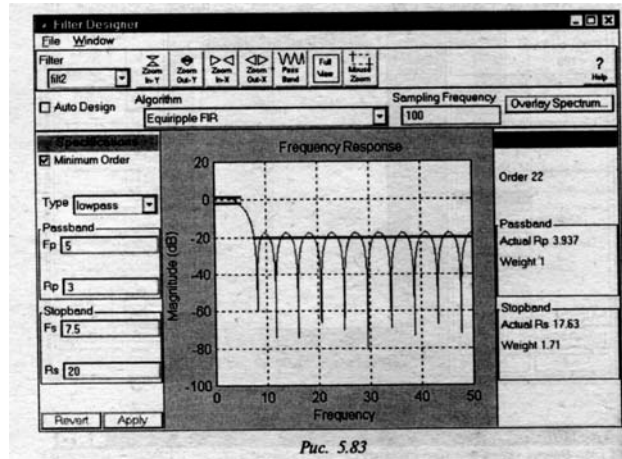 Filter Designer
File Window
Filter
filt2
Zoom In-Y
Zoom Out-Y
Zoom In-X
Zoom Out-X
Pass Band
Full View
Mouse Zoom
?
Help
Auto Design
Algorithm
Equiripple FIR
Sampling Frequency
100
Overlay Spectrum...
Specifications
Minimum Order
Type lowpass
Passband
Fp 5
Rp 3
Stopband
Fs 7.5
Rs 20
Revert Apply
Frequency Response
Magnitude (dB)
20
0
-20
-40
-60
-80
-100
0 10 20 30 40 50
Frequency
Order 22
Passband
Actual Rp 3.937
Weight 1
Stopband
Actual Rs 17.63
Weight 1.71
Рис. 5.83